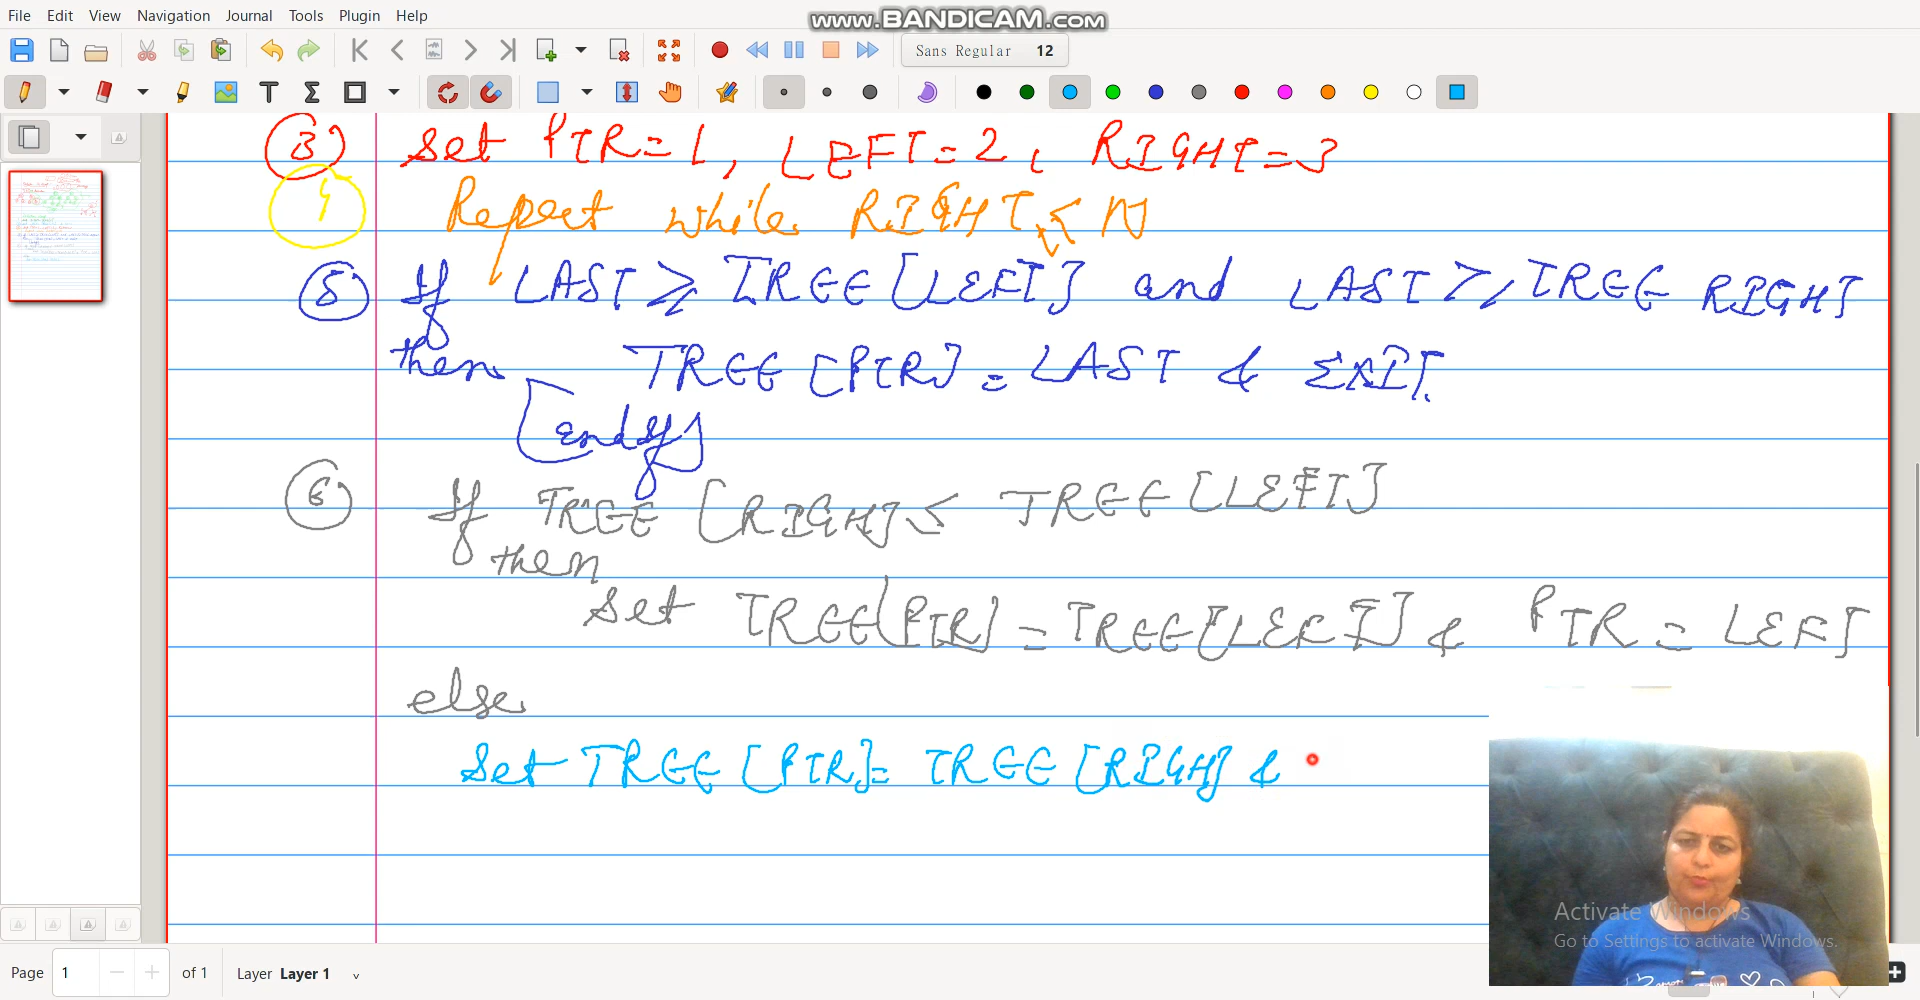 File Edit View Navigation Journal Tools Plugin Help
www.BANDICAM.com
Sans Regular 12
3 Set PTR=1, LEFT=2, RIGHT=3
4 Repeat while RIGHT ≤ N
5 If LAST ≥ TREE [LEFT] and LAST ≥ TREE RIGHT
then TREE [PTR] = LAST & EXIT.
[endif]
6 If TREE [RIGHT] ≤ TREE [LEFT]
then
Set TREE[PTR] = TREE[LEFT] & PTR = LEFT
else
Set TREE [PTR]= TREE [RIGH] &
Activate Windows
Go to Settings to activate Windows.
Page 1 of 1 Layer Layer 1